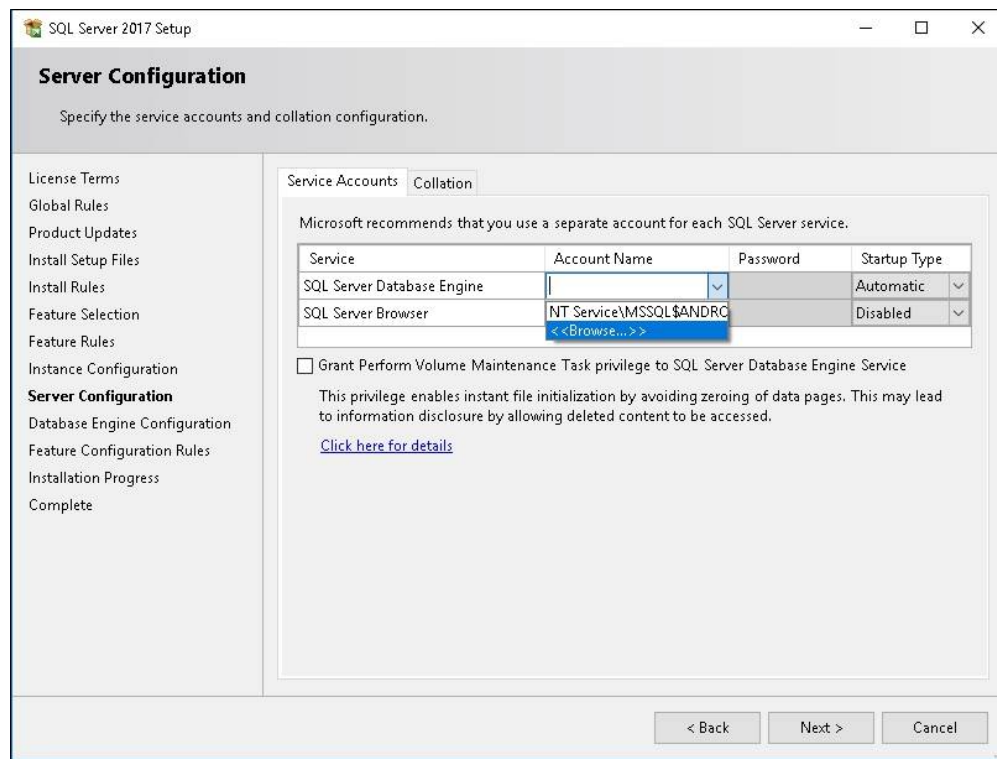 SQL Server 2017 Setup
Server Configuration
Specify the service accounts and collation configuration.
License Terms
Global Rules
Product Updates
Install Setup Files
Install Rules
Feature Selection
Feature Rules
Instance Configuration
Server Configuration
Database Engine Configuration
Feature Configuration Rules
Installation Progress
Complete
Service Accounts Collation
Microsoft recommends that you use a separate account for each SQL Server service.
Service Account Name Password Startup Type
SQL Server Database Engine Automatic
SQL Server Browser NT Service\MSSQL$ANDRO Disabled
<<Browse...>>
Grant Perform Volume Maintenance Task privilege to SQL Server Database Engine Service
This privilege enables instant file initialization by avoiding zeroing of data pages. This may lead
to information disclosure by allowing deleted content to be accessed.
Click here for details
< Back Next > Cancel